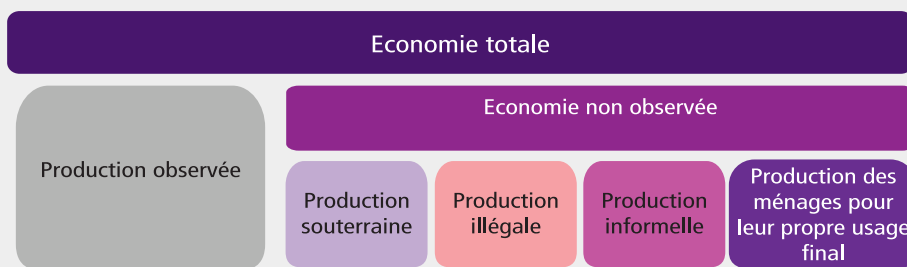 Economie totale
Economie non observée
Production observée
Production
souterraine
Production
illégale
Production
informelle
Production des
ménages pour
leur propre usage
final